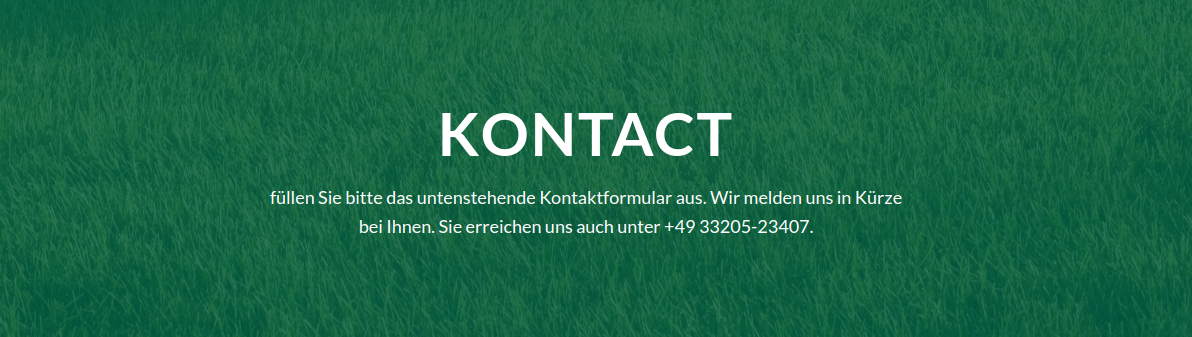 KONTACT
füllen Sie bitte das untenstehende Kontaktformular aus. Wir melden uns in Kürze
bei Ihnen. Sie erreichen uns auch unter +49 33205-23407.